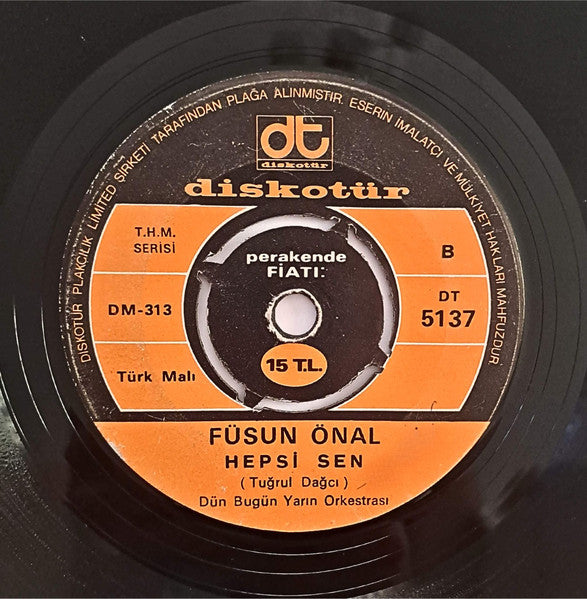 DİSKOTÜR PLAKÇILIK LİMİTED ŞİRKETİ TARAFINDAN PLAĞA ALINMIŞTIR. ESERİN İMALATÇI VE MÜLKİYET HAKLARI MAHFUZDUR
dt
diskotür
diskotür
T.H.M.
SERİSİ
perakende
FİATI:
B
DM-313
DT
5137
Türk Malı
15 T.L.
FÜSUN ÖNAL
HEPSİ SEN
( Tuğrul Dağcı )
Dün Bugün Yarın Orkestrası